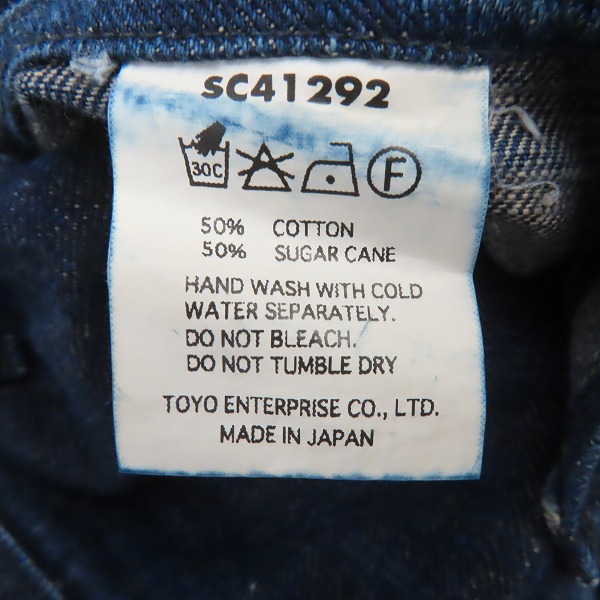 SC41292
30C F
50% COTTON
50% SUGAR CANE
HAND WASH WITH COLD
WATER SEPARATELY.
DO NOT BLEACH.
DO NOT TUMBLE DRY
TOYO ENTERPRISE CO., LTD.
MADE IN JAPAN